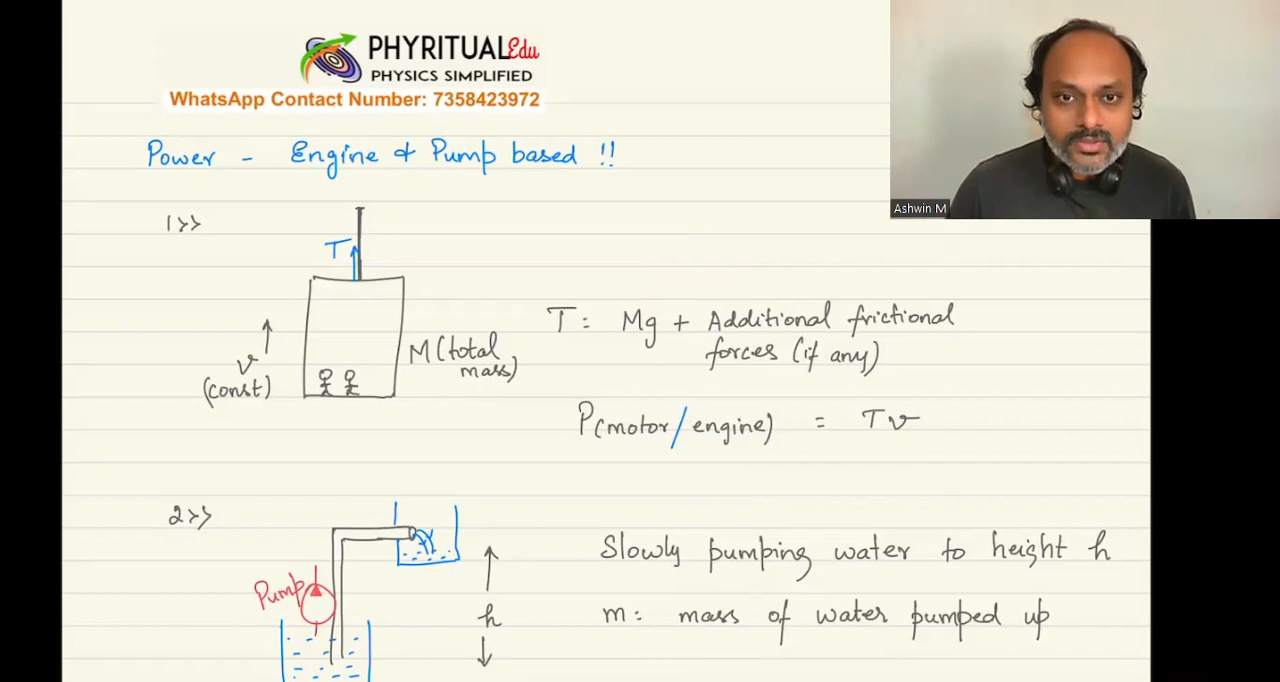 PHYRITUALEdu
PHYSICS SIMPLIFIED
WhatsApp Contact Number: 7358423972
Ashwin M
Power - Engine & Pump based !!
1>>
T
v
(const)
M(total
mass)
T = Mg + Additional frictional
forces (if any)
P(motor/engine) = Tv
2>>
Pump
h
Slowly pumping water to height h
m: mass of water pumped up